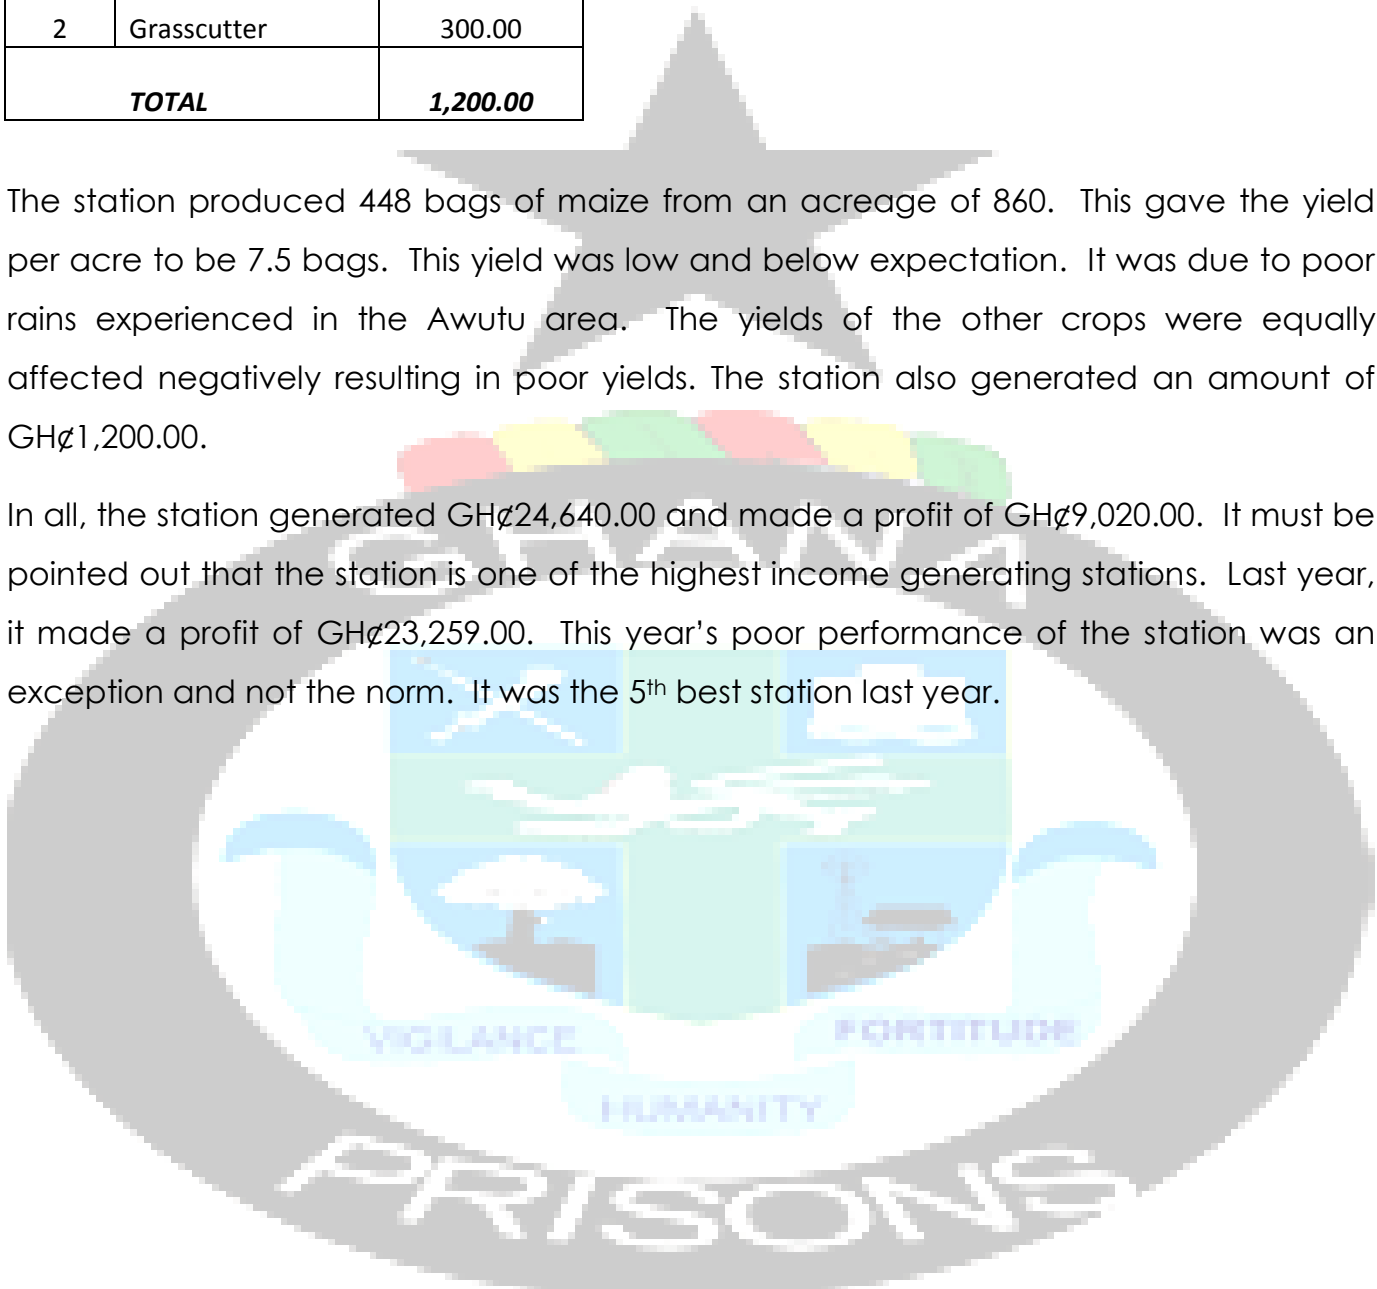 2 Grasscutter 300.00
TOTAL 1,200.00
The station produced 448 bags of maize from an acreage of 860. This gave the yield
per acre to be 7.5 bags. This yield was low and below expectation. It was due to poor
rains experienced in the Awutu area. The yields of the other crops were equally
affected negatively resulting in poor yields. The station also generated an amount of
GH₵1,200.00.
In all, the station generated GH₵24,640.00 and made a profit of GH₵9,020.00. It must be
pointed out that the station is one of the highest income generating stations. Last year,
it made a profit of GH₵23,259.00. This year’s poor performance of the station was an
exception and not the norm. It was the 5th best station last year.
GHANA
VIGILANCE
FORTITUDE
HUMANITY
PRISONS